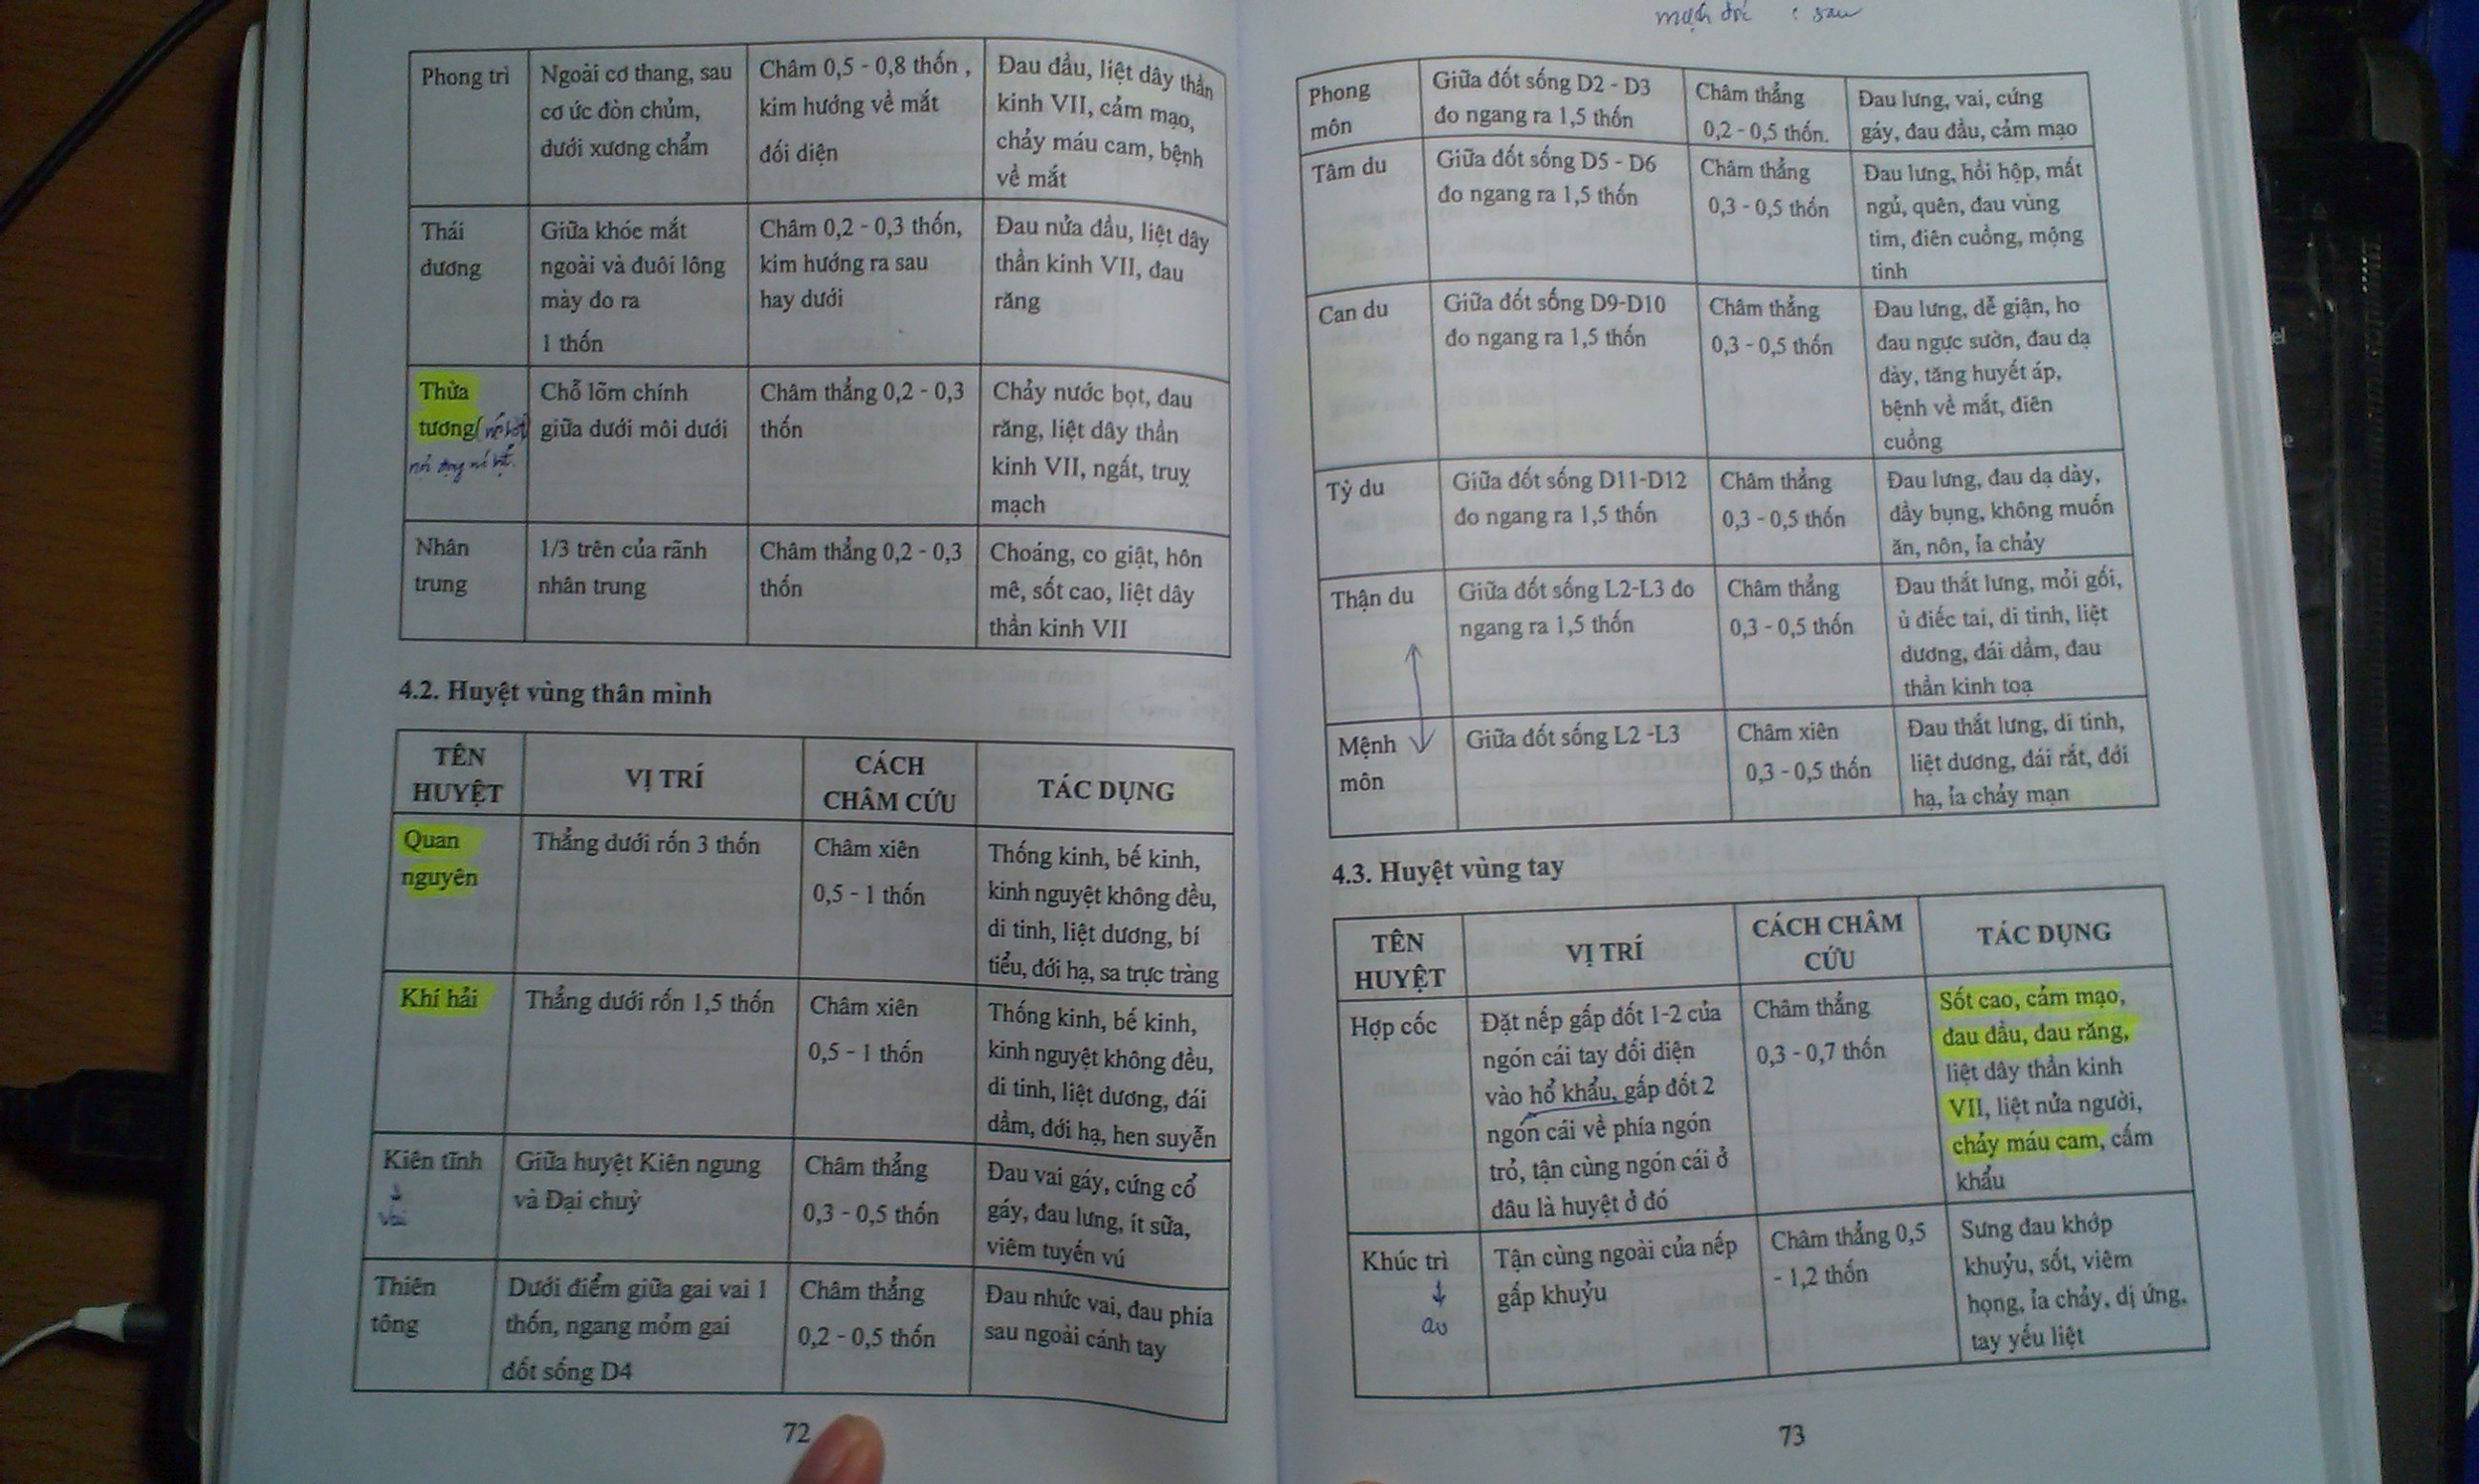 Phong trì
Ngoài cơ thang, sau
cơ ức đòn chủm,
dưới xương chẩm
Châm 0,5 - 0,8 thốn ,
kim hướng về mắt
đối diện
Đau đầu, liệt dây thần
kinh VII, cảm mạo,
chảy máu cam, bệnh
về mắt
Thái
dương
Giữa khóc mắt
ngoài và đuôi lông
mày đo ra
1 thốn
Châm 0,2 - 0,3 thốn,
kim hướng ra sau
hay dưới
Đau nửa đầu, liệt dây
thần kinh VII, đau
răng
Thừa
tương
Chỗ lõm chính
giữa dưới môi dưới
Châm thẳng 0,2 - 0,3
thốn
Chảy nước bọt, đau
răng, liệt dây thần
kinh VII, ngất, truỵ
mạch
Nhân
trung
1/3 trên của rãnh
nhân trung
Châm thẳng 0,2 - 0,3
thốn
Choáng, co giật, hôn
mê, sốt cao, liệt dây
thần kinh VII
4.2. Huyệt vùng thân mình
TÊN
HUYỆT
VỊ TRÍ
CÁCH
CHÂM CỨU
TÁC DỤNG
Quan
nguyên
Thẳng dưới rốn 3 thốn
Châm xiên
0,5 - 1 thốn
Thống kinh, bế kinh,
kinh nguyệt không đều,
di tinh, liệt dương, bí
tiểu, đới hạ, sa trực tràng
Khí hải
Thẳng dưới rốn 1,5 thốn
Châm xiên
0,5 - 1 thốn
Thống kinh, bế kinh,
kinh nguyệt không đều,
di tinh, liệt dương, đái
dầm, đới hạ, hen suyễn
Kiên tĩnh
vai
Giữa huyệt Kiên ngung
và Đại chuỳ
Châm thẳng
0,3 - 0,5 thốn
Đau vai gáy, cứng cổ
gáy, đau lưng, ít sữa,
viêm tuyến vú
Thiên
tông
Dưới điểm giữa gai vai 1
thốn, ngang mỏm gai
đốt sống D4
Châm thẳng
0,2 - 0,5 thốn
Đau nhức vai, đau phía
sau ngoài cánh tay
72
mạch đốc : sau
Phong
môn
Giữa đốt sống D2 - D3
đo ngang ra 1,5 thốn
Châm thẳng
0,2 - 0,5 thốn.
Đau lưng, vai, cứng
gáy, đau đầu, cảm mạo
Tâm du
Giữa đốt sống D5 - D6
đo ngang ra 1,5 thốn
Châm thẳng
0,3 - 0,5 thốn
Đau lưng, hồi hộp, mất
ngủ, quên, đau vùng
tim, điên cuồng, mộng
tinh
Can du
Giữa đốt sống D9-D10
đo ngang ra 1,5 thốn
Châm thẳng
0,3 - 0,5 thốn
Đau lưng, dễ giận, ho
đau ngực sườn, đau dạ
dày, tăng huyết áp,
bệnh về mắt, điên
cuồng
Tỳ du
Giữa đốt sống D11-D12
đo ngang ra 1,5 thốn
Châm thẳng
0,3 - 0,5 thốn
Đau lưng, đau dạ dày,
đầy bụng, không muốn
ăn, nôn, ỉa chảy
Thận du
Giữa đốt sống L2-L3 đo
ngang ra 1,5 thốn
Châm thẳng
0,3 - 0,5 thốn
Đau thắt lưng, mỏi gối,
ù điếc tai, di tinh, liệt
dương, đái dầm, đau
thần kinh toạ
Mệnh
môn
Giữa đốt sống L2 -L3
Châm xiên
0,3 - 0,5 thốn
Đau thắt lưng, di tinh,
liệt dương, đái rắt, đới
hạ, ỉa chảy mạn
4.3. Huyệt vùng tay
TÊN
HUYỆT
VỊ TRÍ
CÁCH CHÂM
CỨU
TÁC DỤNG
Hợp cốc
Đặt nếp gấp đốt 1-2 của
ngón cái tay đối diện
vào hổ khẩu, gấp đốt 2
ngón cái về phía ngón
trỏ, tận cùng ngón cái ở
đâu là huyệt ở đó
Châm thẳng
0,3 - 0,7 thốn
Sốt cao, cảm mạo,
đau đầu, đau răng,
liệt dây thần kinh
VII, liệt nửa người,
chảy máu cam, cấm
khẩu
Khúc trì
Tận cùng ngoài của nếp
gấp khuỷu
Châm thẳng 0,5
- 1,2 thốn
Sưng đau khớp
khuỷu, sốt, viêm
họng, ỉa chảy, dị ứng,
tay yếu liệt
73